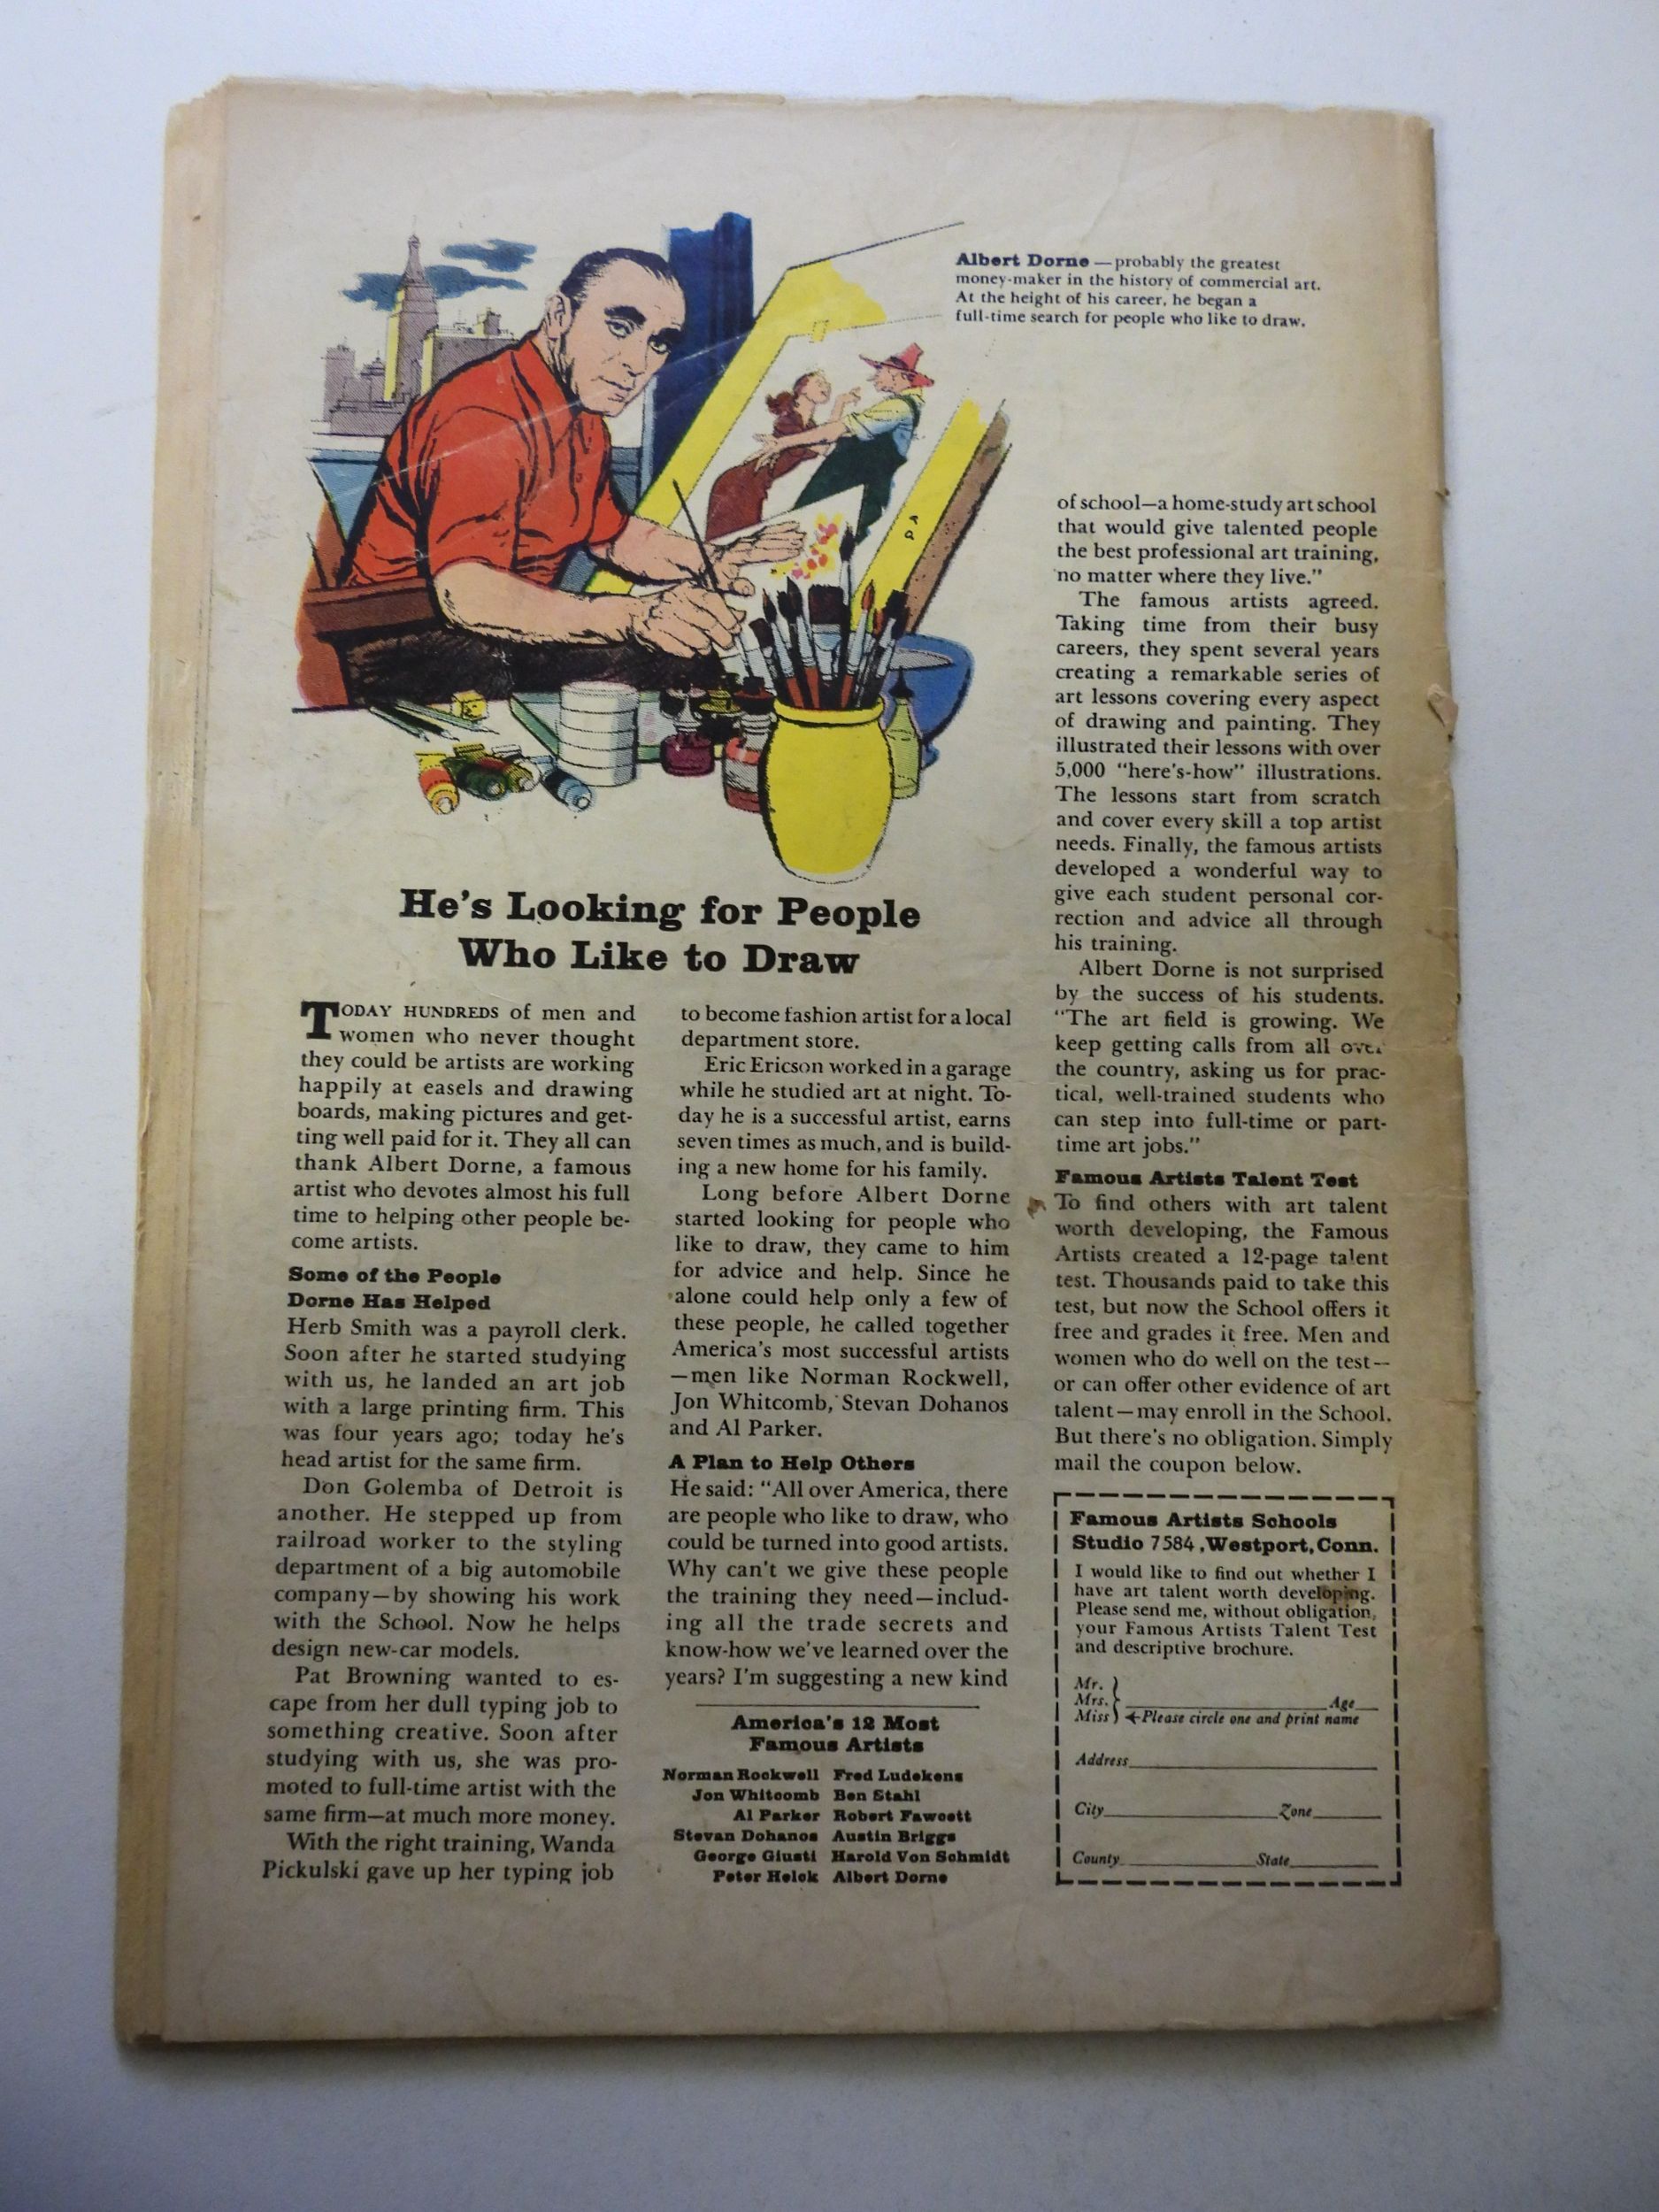 Albert Dorne — probably the greatest
money-maker in the history of commercial art.
At the height of his career, he began a
full-time search for people who like to draw.
He's Looking for People
Who Like to Draw
TODAY HUNDREDS of men and
women who never thought
they could be artists are working
happily at easels and drawing
boards, making pictures and get-
ting well paid for it. They all can
thank Albert Dorne, a famous
artist who devotes almost his full
time to helping other people be-
come artists.
Some of the People
Dorne Has Helped
Herb Smith was a payroll clerk.
Soon after he started studying
with us, he landed an art job
with a large printing firm. This
was four years ago; today he's
head artist for the same firm.
Don Golemba of Detroit is
another. He stepped up from
railroad worker to the styling
department of a big automobile
company—by showing his work
with the School. Now he helps
design new-car models.
Pat Browning wanted to es-
cape from her dull typing job to
something creative. Soon after
studying with us, she was pro-
moted to full-time artist with the
same firm—at much more money.
With the right training, Wanda
Pickulski gave up her typing job
to become fashion artist for a local
department store.
Eric Ericson worked in a garage
while he studied art at night. To-
day he is a successful artist, earns
seven times as much, and is build-
ing a new home for his family.
Long before Albert Dorne
started looking for people who
like to draw, they came to him
for advice and help. Since he
alone could help only a few of
these people, he called together
America's most successful artists
—men like Norman Rockwell,
Jon Whitcomb, Stevan Dohanos
and Al Parker.
A Plan to Help Others
He said: "All over America, there
are people who like to draw, who
could be turned into good artists.
Why can't we give these people
the training they need—includ-
ing all the trade secrets and
know-how we've learned over the
years? I'm suggesting a new kind
America's 12 Most
Famous Artists
Norman Rockwell Fred Ludekens
Jon Whitcomb Ben Stahl
Al Parker Robert Fawcett
Stevan Dohanos Austin Briggs
George Giusti Harold Von Schmidt
Peter Helck Albert Dorne
of school—a home-study art school
that would give talented people
the best professional art training,
no matter where they live."
The famous artists agreed.
Taking time from their busy
careers, they spent several years
creating a remarkable series of
art lessons covering every aspect
of drawing and painting. They
illustrated their lessons with over
5,000 "here's-how" illustrations.
The lessons start from scratch
and cover every skill a top artist
needs. Finally, the famous artists
developed a wonderful way to
give each student personal cor-
rection and advice all through
his training.
Albert Dorne is not surprised
by the success of his students.
"The art field is growing. We
keep getting calls from all over
the country, asking us for prac-
tical, well-trained students who
can step into full-time or part-
time art jobs."
Famous Artists Talent Test
To find others with art talent
worth developing, the Famous
Artists created a 12-page talent
test. Thousands paid to take this
test, but now the School offers it
free and grades it free. Men and
women who do well on the test—
or can offer other evidence of art
talent—may enroll in the School.
But there's no obligation. Simply
mail the coupon below.
Famous Artists Schools
Studio 7584, Westport, Conn.
I would like to find out whether I
have art talent worth developing.
Please send me, without obligation,
your Famous Artists Talent Test
and descriptive brochure.
Mr.
Mrs. Age
Miss ←Please circle one and print name
Address
City Zone
County State